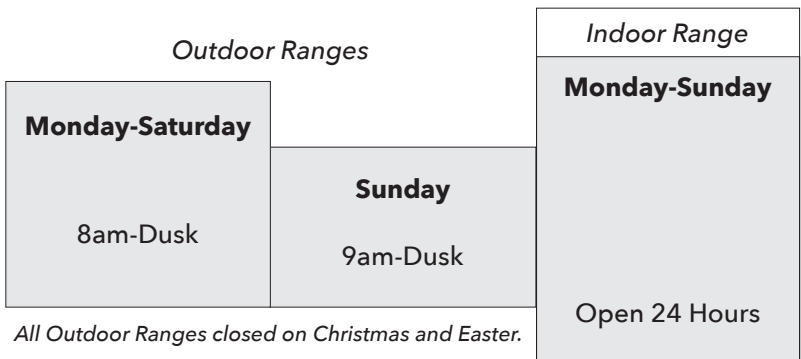 Outdoor Ranges
Monday-Saturday
8am-Dusk
Sunday
9am-Dusk
All Outdoor Ranges closed on Christmas and Easter.
Indoor Range
Monday-Sunday
Open 24 Hours